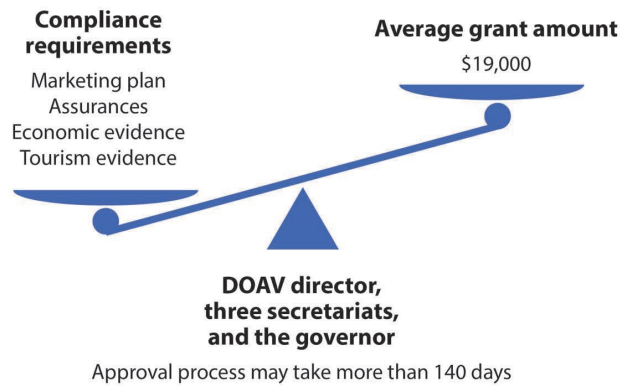 Compliance
requirements
Marketing plan
Assurances
Economic evidence
Tourism evidence
Average grant amount
$19,000
DOAV director,
three secretariats,
and the governor
Approval process may take more than 140 days